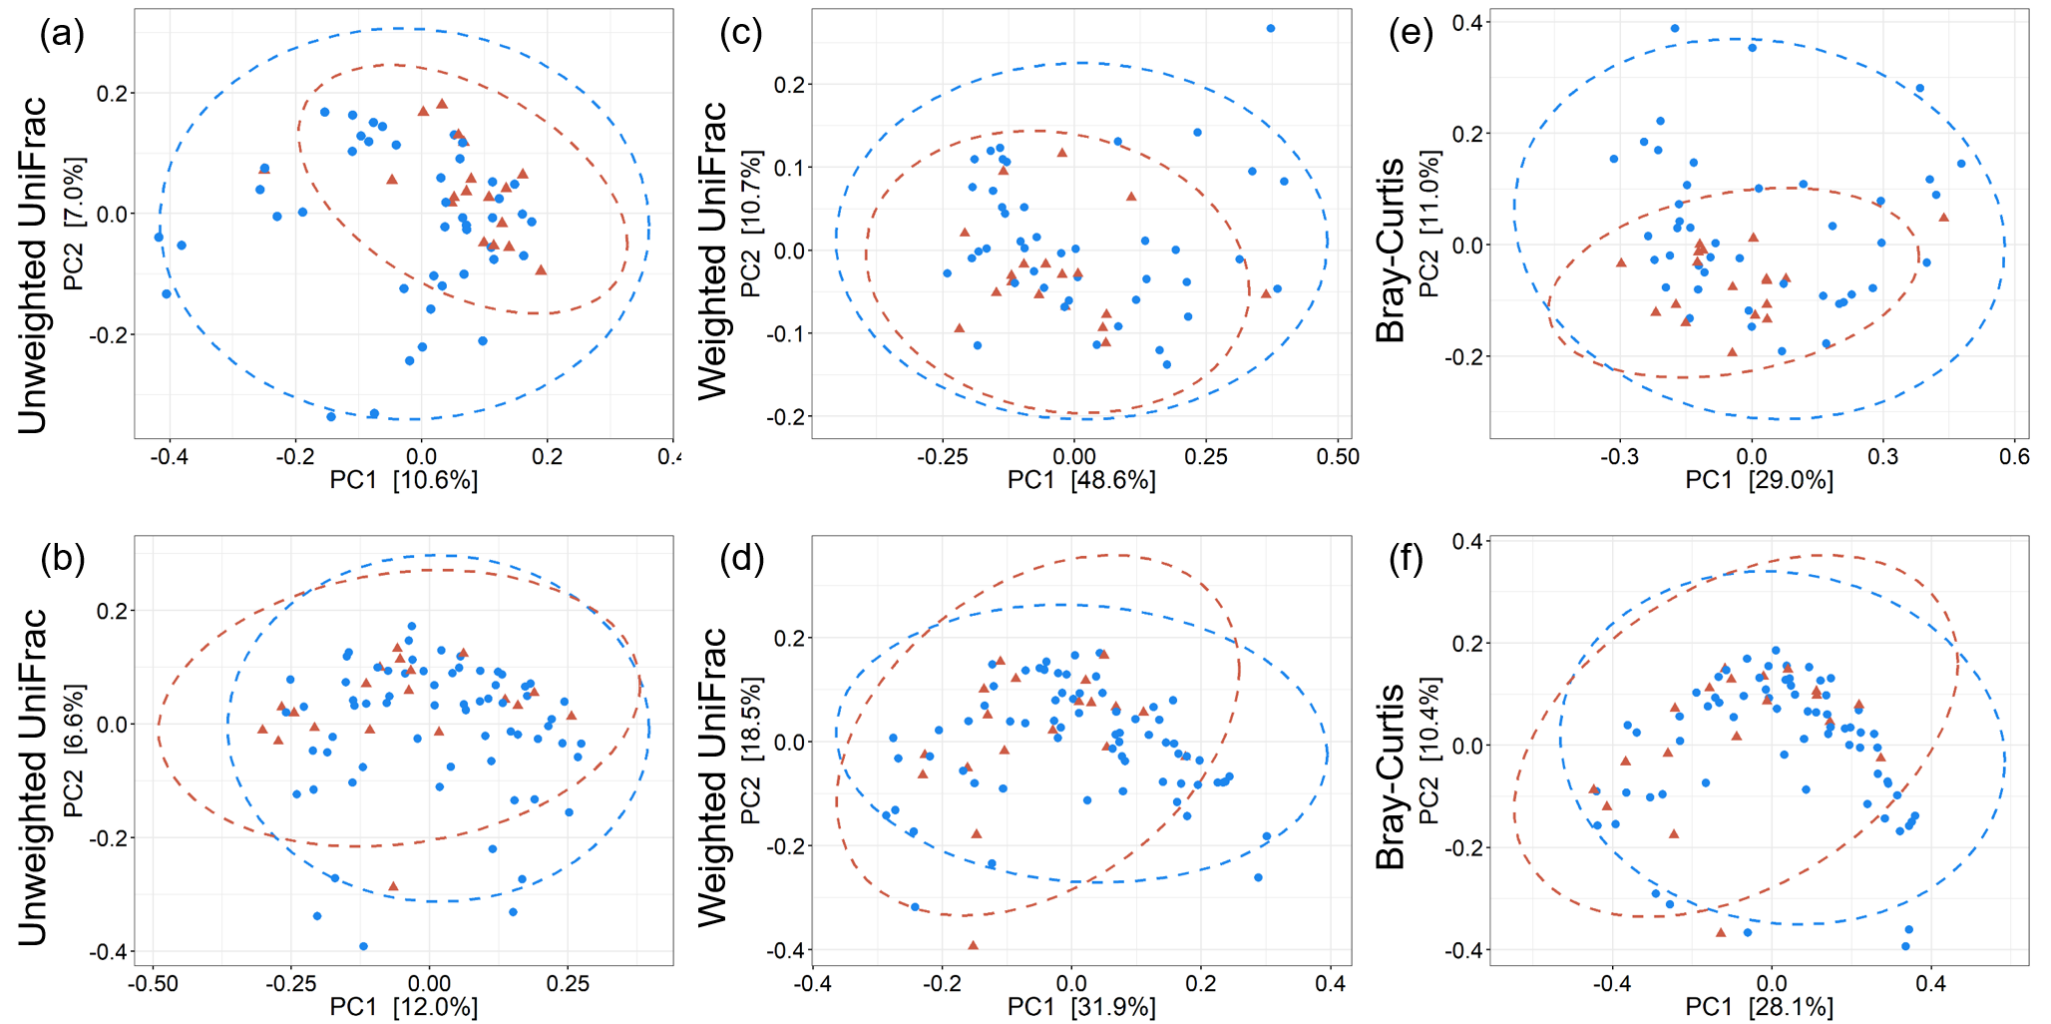 (a)
Unweighted UniFrac
PC2 [7.0%]
0.2
0.0
-0.2
-0.4
-0.2
0.0
0.2
0.4
PC1 [10.6%]
(c)
Weighted UniFrac
PC2 [10.7%]
0.2
0.1
0.0
-0.1
-0.2
-0.25
0.00
0.25
0.50
PC1 [48.6%]
(e)
Bray-Curtis
PC2 [11.0%]
0.4
0.2
0.0
-0.2
-0.3
0.0
0.3
0.6
PC1 [29.0%]
(b)
Unweighted UniFrac
PC2 [6.6%]
0.2
0.0
-0.2
-0.4
-0.50
-0.25
0.00
0.25
PC1 [12.0%]
(d)
Weighted UniFrac
PC2 [18.5%]
0.2
0.0
-0.2
-0.4
-0.4
-0.2
0.0
0.2
0.4
PC1 [31.9%]
(f)
Bray-Curtis
PC2 [10.4%]
0.4
0.2
0.0
-0.2
-0.4
-0.4
0.0
0.4
PC1 [28.1%]